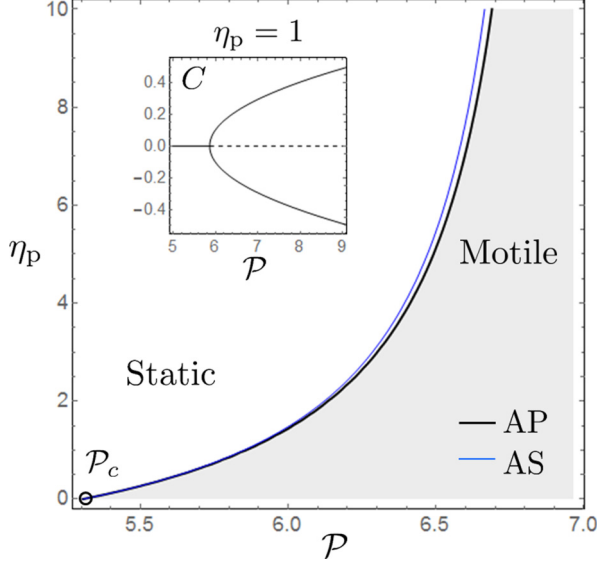 10
η_p = 1
C
0.4
0.2
0.0
−0.2
−0.4
5 6 7 8 9
𝒫
8
6
η_p
Motile
4
Static
2
AP
AS
𝒫_c
0
5.5 6.0 6.5 7.0
𝒫